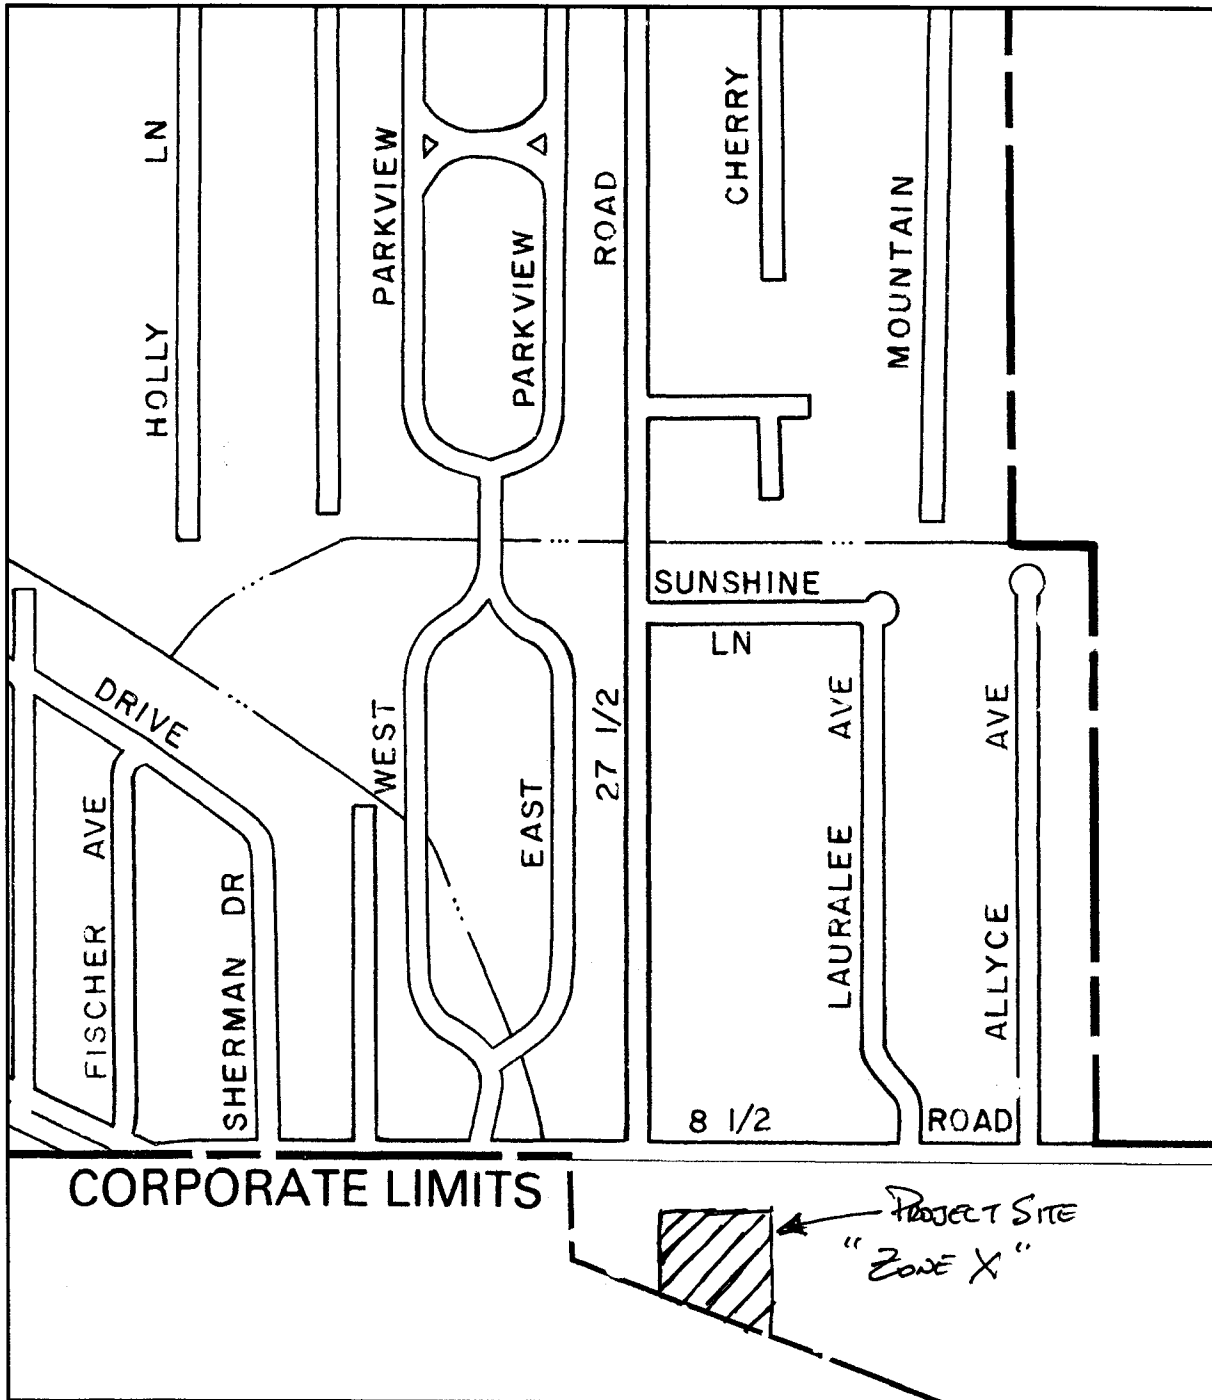 HOLLY LN
PARKVIEW
PARKVIEW
ROAD
CHERRY
MOUNTAIN
SUNSHINE
LN
DRIVE
WEST
EAST
27 1/2
FISCHER AVE
SHERMAN DR
LAURALEE AVE
ALLYCE AVE
8 1/2 ROAD
CORPORATE LIMITS
PROJECT SITE
"ZONE X"